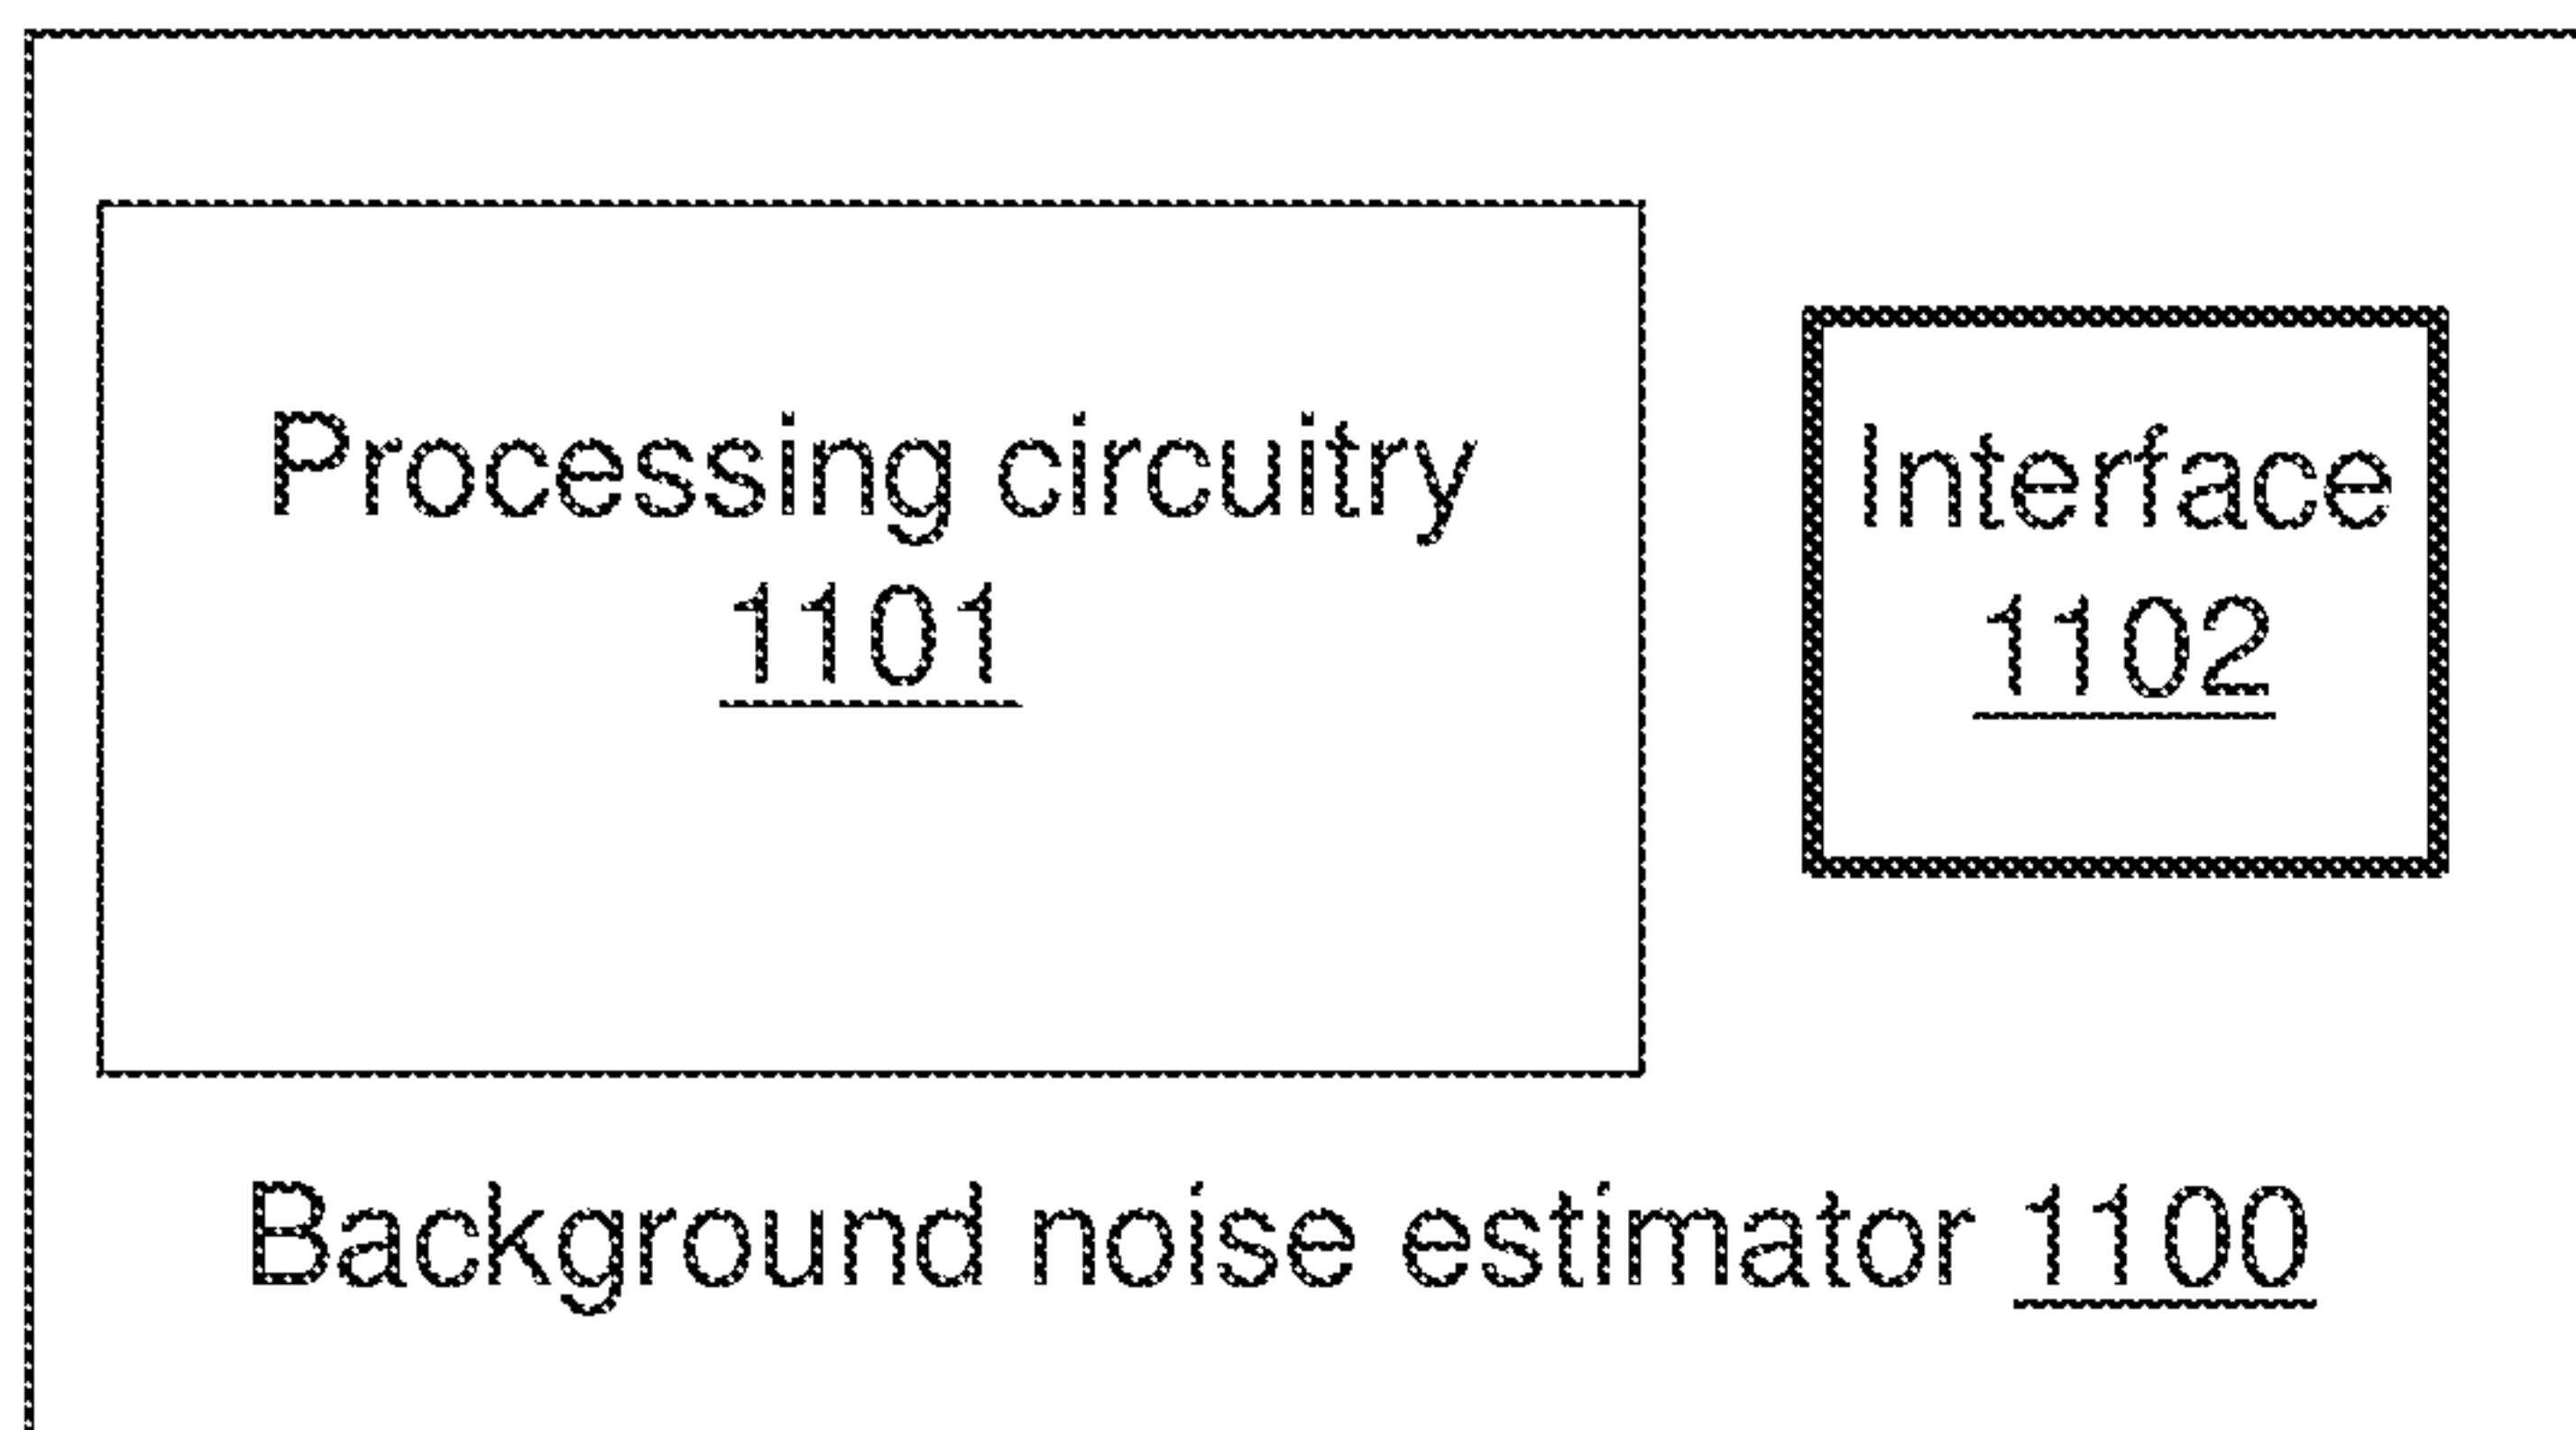 Processing circuitry
1101
Interface
1102
Background noise estimator 1100